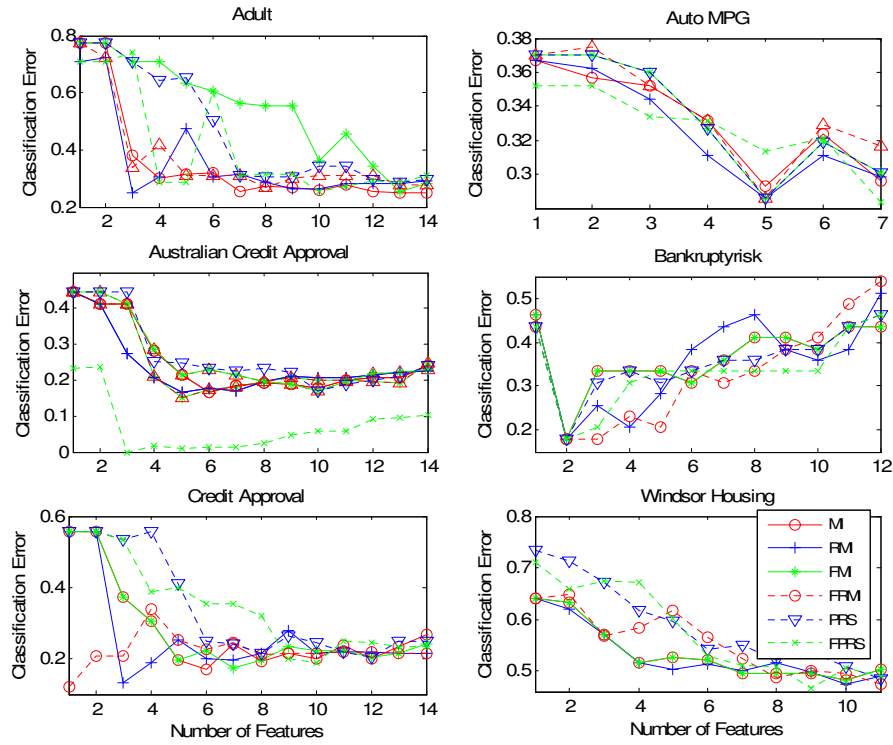 Adult
Classification Error
0.8
0.6
0.4
0.2
2 4 6 8 10 12 14
Auto MPG
Classification Error
0.38
0.36
0.34
0.32
0.3
1 2 3 4 5 6 7
Australian Credit Approval
Classification Error
0.4
0.3
0.2
0.1
0
2 4 6 8 10 12 14
Bankruptyrisk
Classification Error
0.5
0.4
0.3
0.2
2 4 6 8 10 12
Credit Approval
Classification Error
0.6
0.4
0.2
2 4 6 8 10 12 14
Number of Features
Windsor Housing
Classification Error
0.8
0.7
0.6
0.5
2 4 6 8 10
Number of Features
MI
RMI
FMI
FRMI
PRS
FPRS